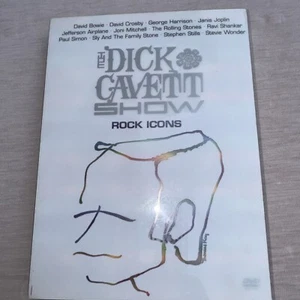 David Bowie · David Crosby · George Harrison · Janis Joplin
Jefferson Airplane · Joni Mitchell · The Rolling Stones · Ravi Shankar
Paul Simon · Sly And The Family Stone · Stephen Stills · Stevie Wonder
THE
DICK
CAVETT
SHOW
ROCK ICONS